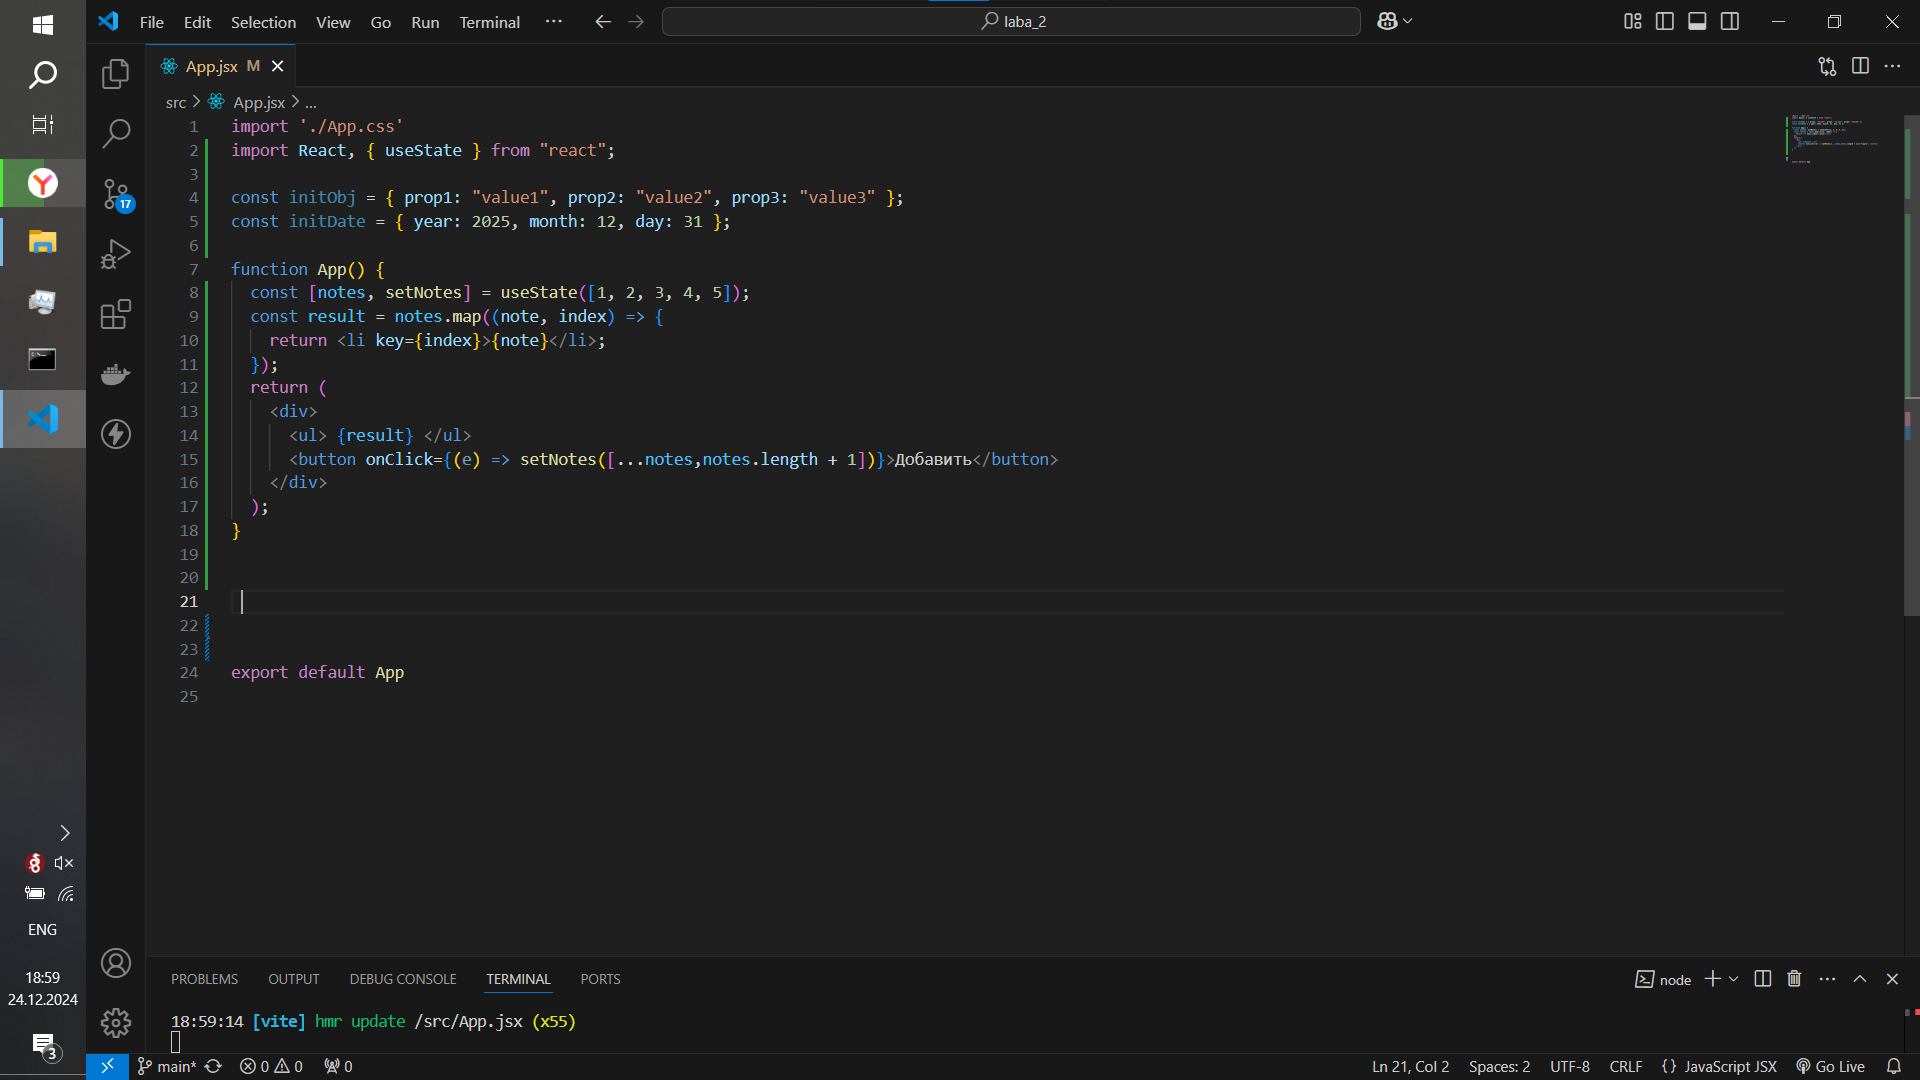 File Edit Selection View Go Run Terminal ··· laba_2
App.jsx M
src > App.jsx > ...
1 import './App.css'
2 import React, { useState } from "react";
3
4 const initObj = { prop1: "value1", prop2: "value2", prop3: "value3" };
5 const initDate = { year: 2025, month: 12, day: 31 };
6
7 function App() {
8 const [notes, setNotes] = useState([1, 2, 3, 4, 5]);
9 const result = notes.map((note, index) => {
10 return <li key={index}>{note}</li>;
11 });
12 return (
13 <div>
14 <ul> {result} </ul>
15 <button onClick={(e) => setNotes([...notes,notes.length + 1])}>Добавить</button>
16 </div>
17 );
18 }
19
20
21
22
23
24 export default App
25
17
ENG
18:59
24.12.2024
3
PROBLEMS OUTPUT DEBUG CONSOLE TERMINAL PORTS node
18:59:14 [vite] hmr update /src/App.jsx (x55)
main* 0 0 0 Ln 21, Col 2 Spaces: 2 UTF-8 CRLF {} JavaScript JSX Go Live